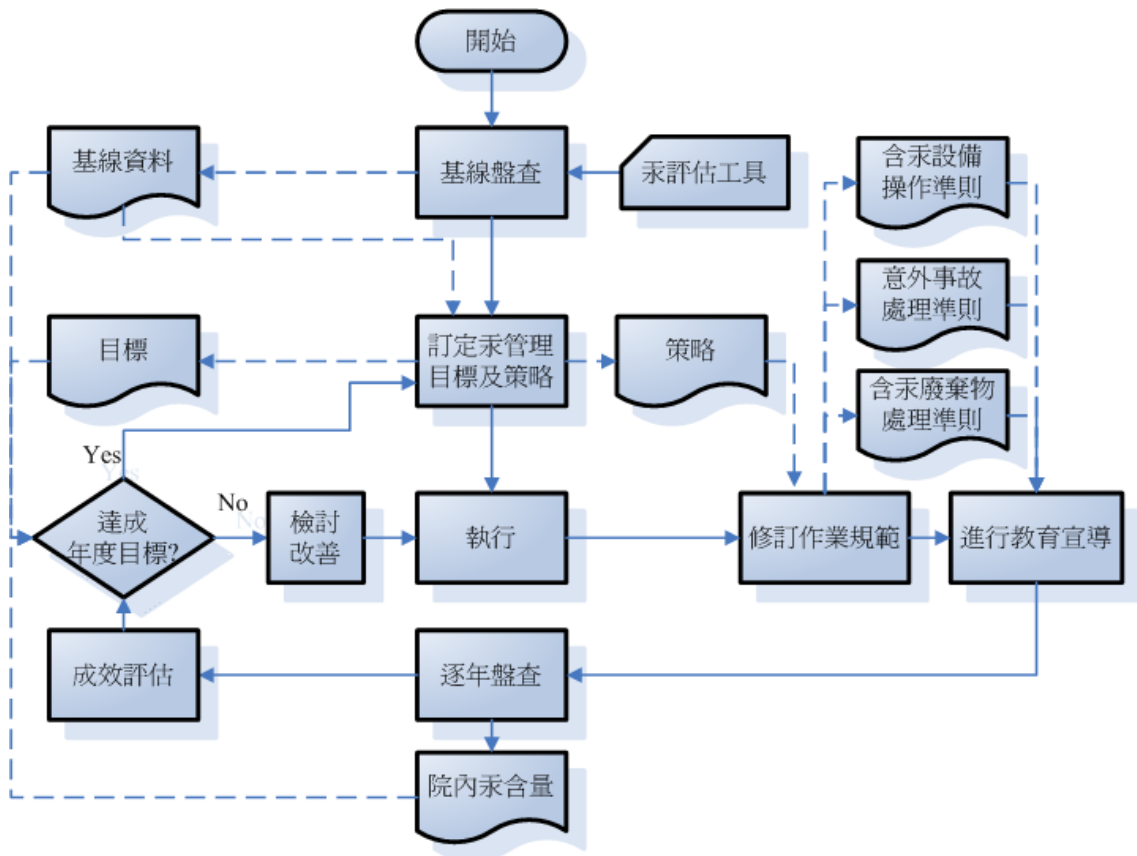 開始
基線資料
基線盤查
汞評估工具
含汞設備
操作準則
意外事故
處理準則
目標
訂定汞管理
目標及策略
策略
含汞廢棄物
處理準則
Yes
No
達成
年度目標?
檢討
改善
執行
修訂作業規範
進行教育宣導
成效評估
逐年盤查
院內汞含量